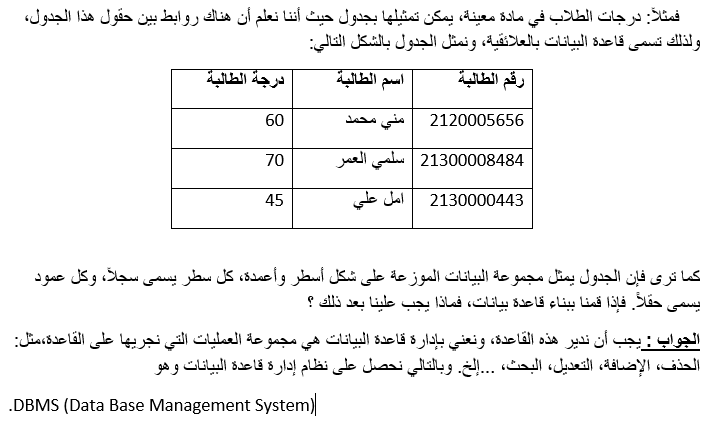 فمثلاً: درجات الطلاب في مادة معينة، يمكن تمثيلها بجدول حيث أننا نعلم أن هناك روابط بين حقول هذا الجدول،
ولذلك تسمى قاعدة البيانات بالعلائقية، ونمثل الجدول بالشكل التالي:
رقم الطالبة اسم الطالبة درجة الطالبة
2120005656 مني محمد 60
21300008484 سلمي العمر 70
2130000443 امل علي 45
كما ترى فإن الجدول يمثل مجموعة البيانات الموزعة على شكل أسطر وأعمدة، كل سطر يسمى سجلاً، وكل عمود
يسمى حقلاً. فإذا قمنا ببناء قاعدة بيانات، فماذا يجب علينا بعد ذلك ؟
الجواب : يجب أن ندير هذه القاعدة، ونعني بإدارة قاعدة البيانات هي مجموعة العمليات التي نجريها على القاعدة،مثل:
الحذف، الإضافة، التعديل، البحث، ...إلخ. وبالتالي نحصل على نظام إدارة قاعدة البيانات وهو
.DBMS (Data Base Management System)